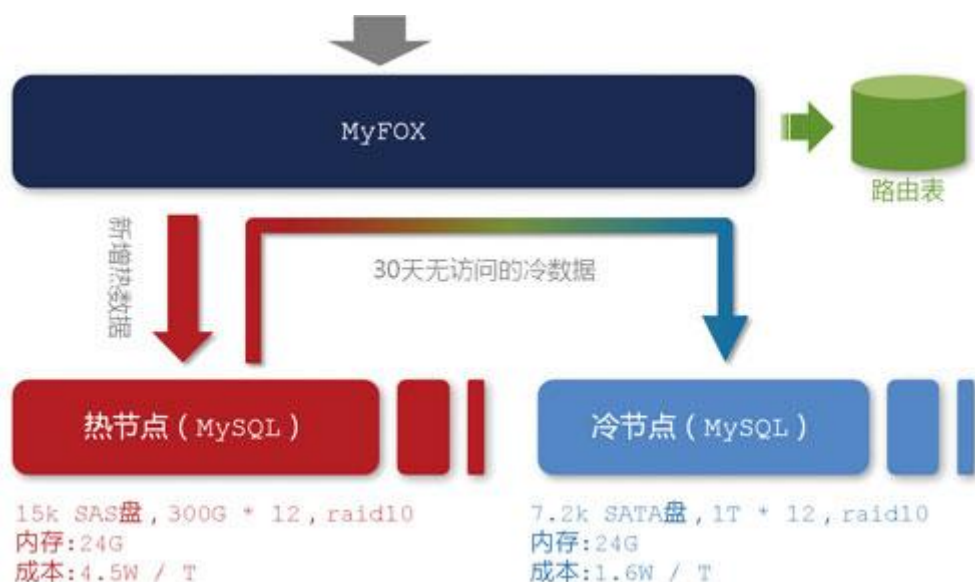 MyFOX
路由表
新增热数据
30天无访问的冷数据
热节点（MySQL）
冷节点（MySQL）
15k SAS盘,300G * 12,raid10
内存:24G
成本:4.5W / T
7.2k SATA盘,1T * 12,raid10
内存:24G
成本:1.6W / T